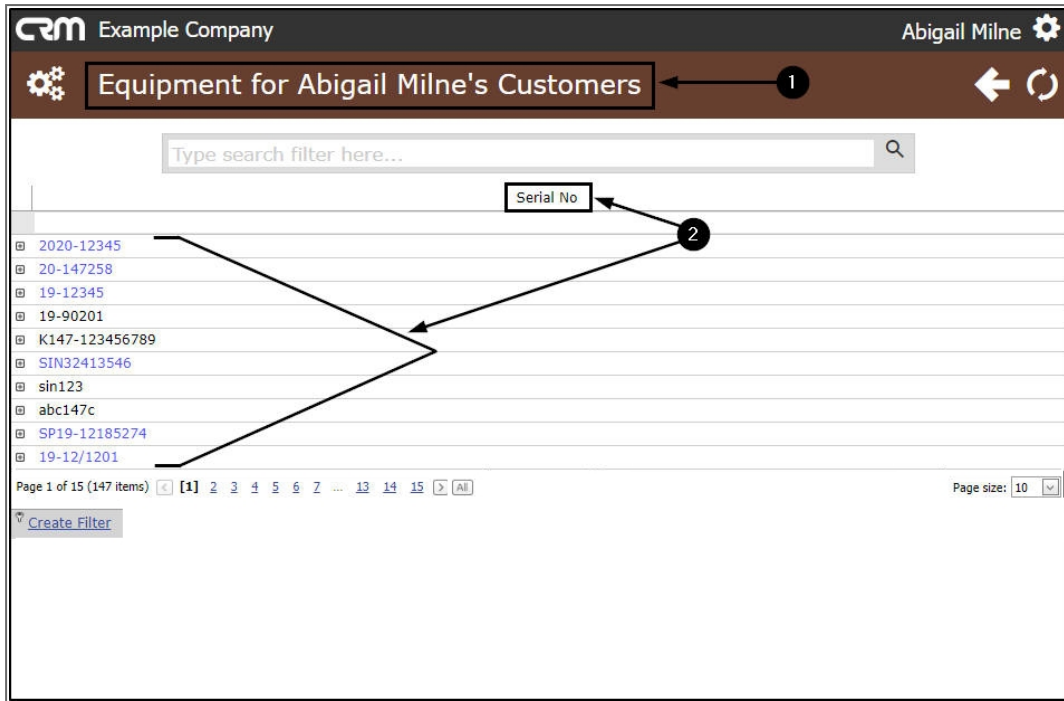 CRM Example Company Abigail Milne
Equipment for Abigail Milne's Customers 1
Type search filter here...
Serial No
2
2020-12345
20-147258
19-12345
19-90201
K147-123456789
SIN32413546
sin123
abc147c
SP19-12185274
19-12/1201
Page 1 of 15 (147 items) < [1] 2 3 4 5 6 7 ... 13 14 15 > All Page size: 10
Create Filter